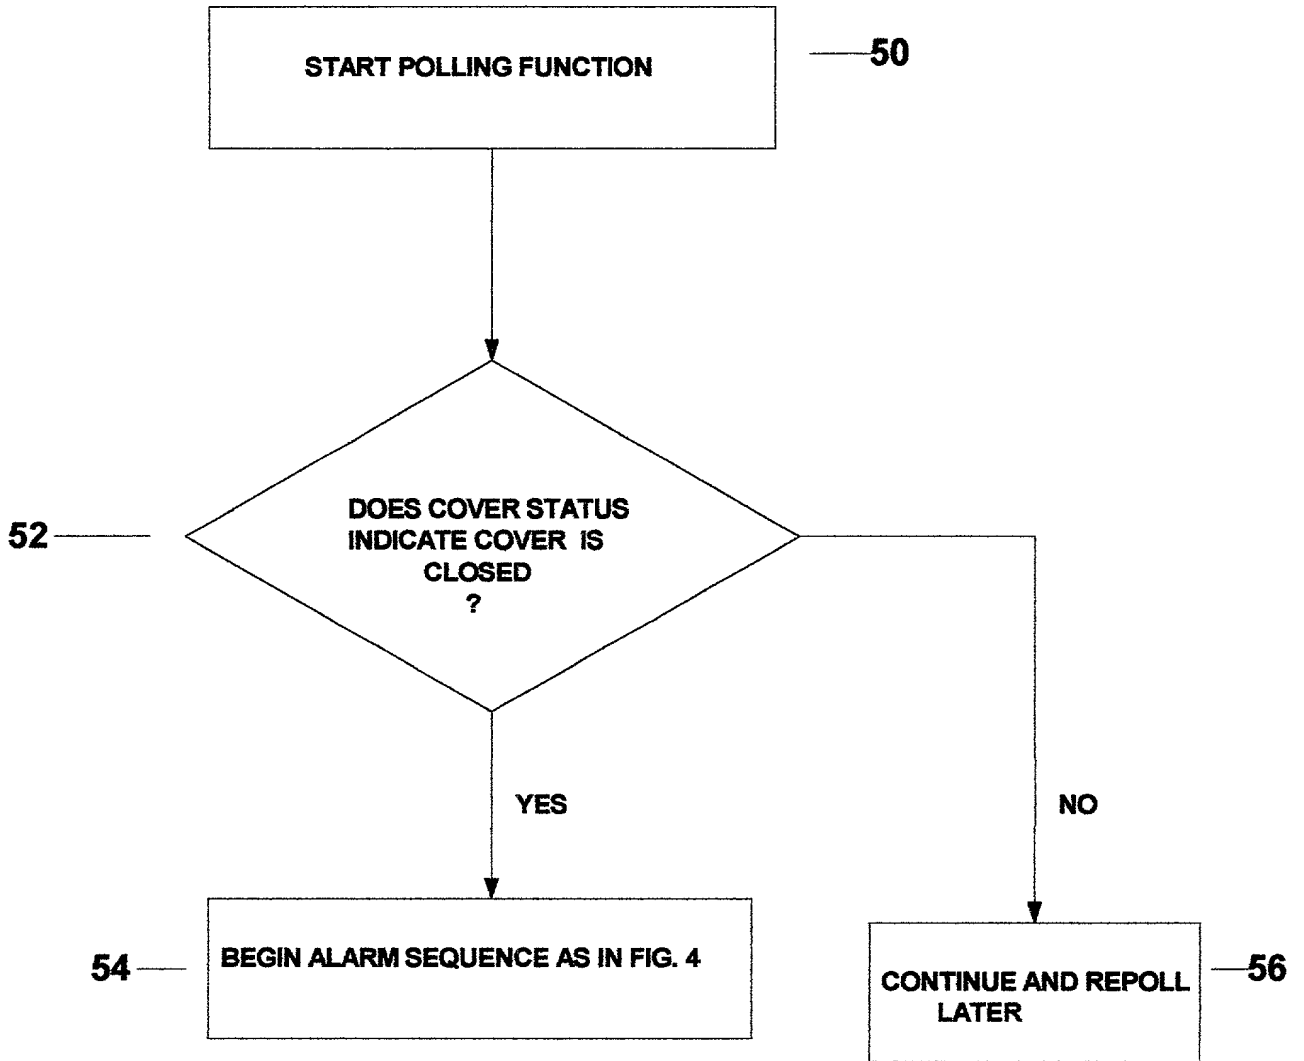 START POLLING FUNCTION
50
DOES COVER STATUS
INDICATE COVER IS
CLOSED
?
52
YES
NO
BEGIN ALARM SEQUENCE AS IN FIG. 4
54
CONTINUE AND REPOLL
LATER
56